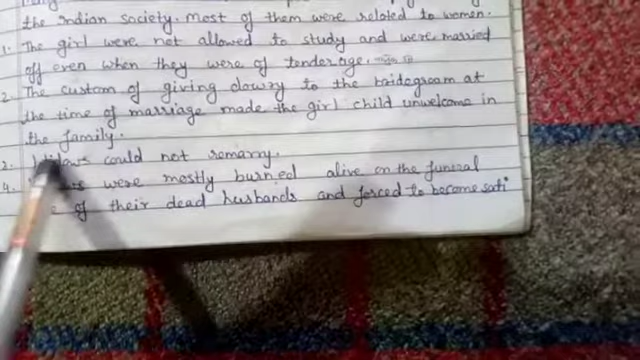 the Indian society. Most of them were related to women.
1. The girl were not allowed to study and were married
off even when they were of tender age.
2. The custom of giving dowry to the bridegroom at
the time of marriage made the girl child unwelcome in
the family.
could not remarry.
4. were mostly burned alive on the funeral
of their dead husbands and forced to become sati